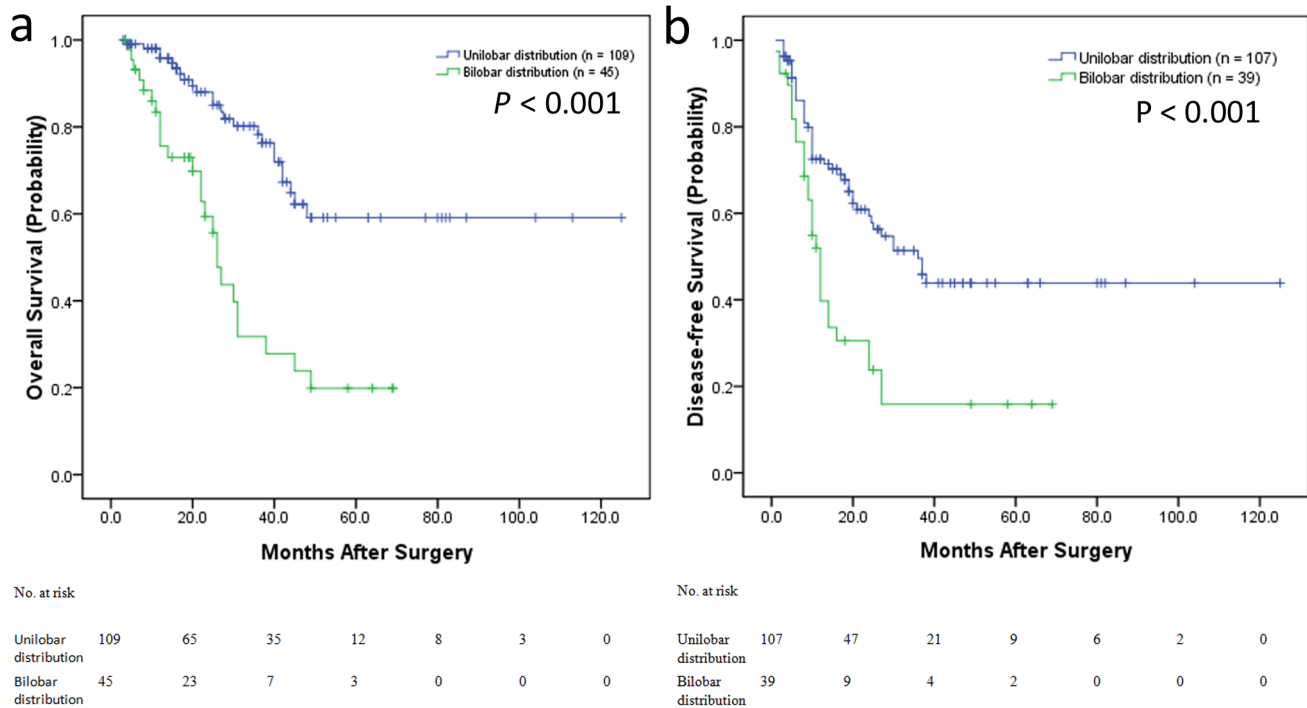 a
Overall Survival (Probability)
1.0
0.8
0.6
0.4
0.2
0.0
Unilobar distribution (n = 109)
Bilobar distribution (n = 45)
P < 0.001
0.0 20.0 40.0 60.0 80.0 100.0 120.0
Months After Surgery
No. at risk
Unilobar 109 65 35 12 8 3 0
distribution
Bilobar 45 23 7 3 0 0 0
distribution
b
Disease-free Survival (Probability)
1.0
0.8
0.6
0.4
0.2
0.0
Unilobar distribution (n = 107)
Bilobar distribution (n = 39)
P < 0.001
0.0 20.0 40.0 60.0 80.0 100.0 120.0
Months After Surgery
No. at risk
Unilobar 107 47 21 9 6 2 0
distribution
Bilobar 39 9 4 2 0 0 0
distribution